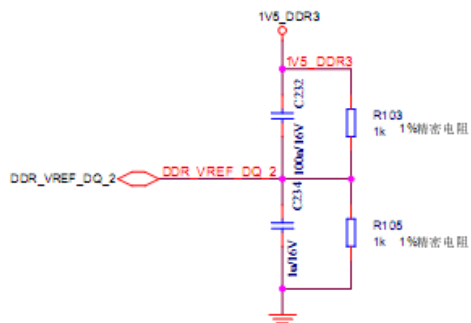 1V5_DDR3
1V5_DDR3
C232
100n/16V
R103
1k 1%精密电阻
DDR_VREF_DQ_2
DDR_VREF_DQ_2
C234
1u/16V
R105
1k 1%精密电阻